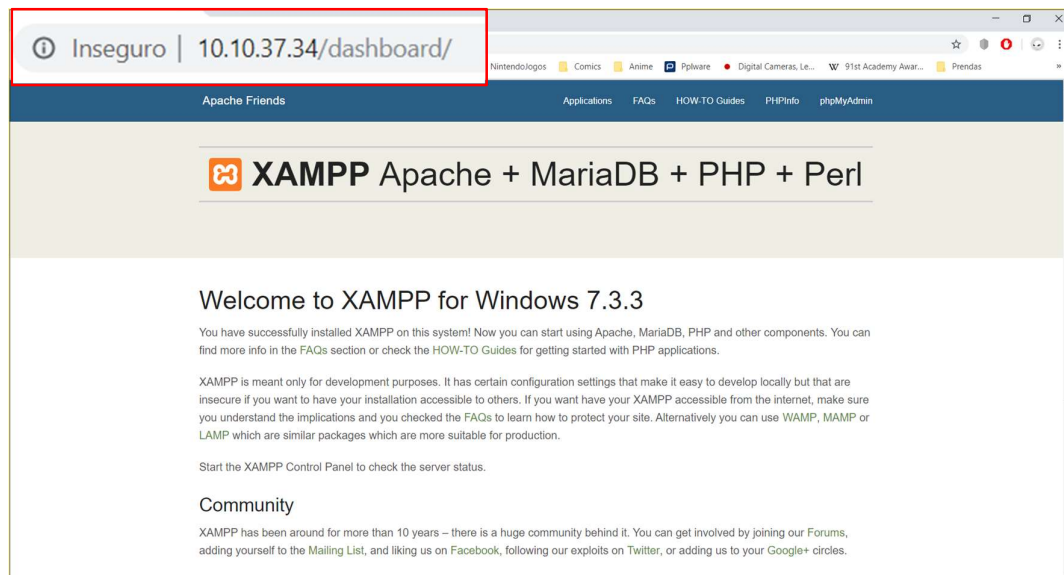 Inseguro | 10.10.37.34/dashboard/
NintendoJogos Comics Anime Pplware Digital Cameras, Le... 91st Academy Awar... Prendas »
Apache Friends Applications FAQs HOW-TO Guides PHPInfo phpMyAdmin
XAMPP Apache + MariaDB + PHP + Perl
Welcome to XAMPP for Windows 7.3.3
You have successfully installed XAMPP on this system! Now you can start using Apache, MariaDB, PHP and other components. You can
find more info in the FAQs section or check the HOW-TO Guides for getting started with PHP applications.
XAMPP is meant only for development purposes. It has certain configuration settings that make it easy to develop locally but that are
insecure if you want to have your installation accessible to others. If you want have your XAMPP accessible from the internet, make sure
you understand the implications and you checked the FAQs to learn how to protect your site. Alternatively you can use WAMP, MAMP or
LAMP which are similar packages which are more suitable for production.
Start the XAMPP Control Panel to check the server status.
Community
XAMPP has been around for more than 10 years – there is a huge community behind it. You can get involved by joining our Forums,
adding yourself to the Mailing List, and liking us on Facebook, following our exploits on Twitter, or adding us to your Google+ circles.